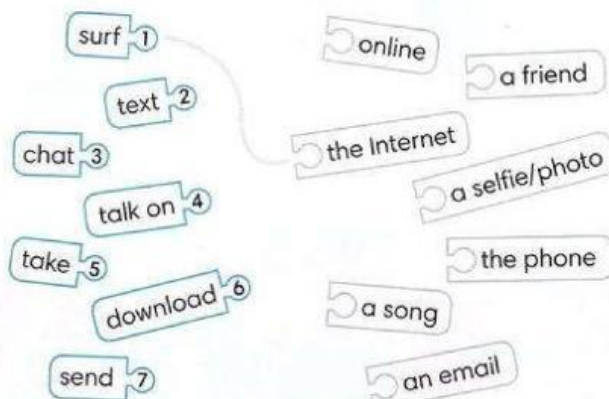 surf 1
text 2
chat 3
talk on 4
take 5
download 6
send 7
online
a friend
the Internet
a selfie/photo
the phone
a song
an email